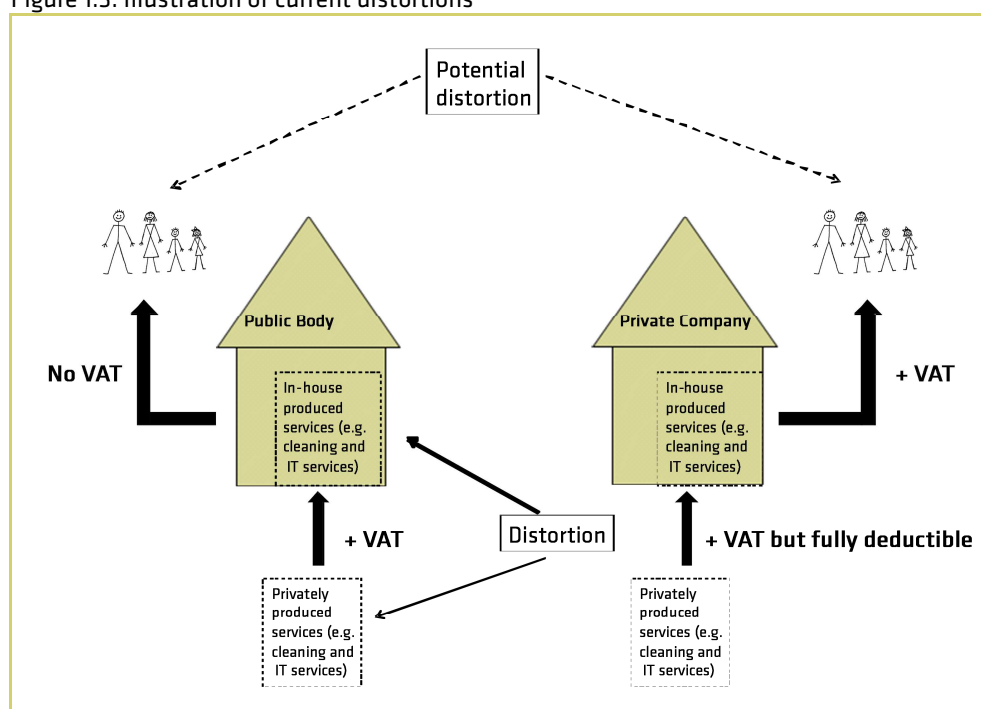 Figure 1.3: Illustration of current distortions
Potential
distortion
Public Body
Private Company
No VAT
+ VAT
In-house
produced
services (e.g.
cleaning and
IT services)
In-house
produced
services (e.g.
cleaning and
IT services)
+ VAT
Distortion
+ VAT but fully deductible
Privately
produced
services (e.g.
cleaning and
IT services)
Privately
produced
services (e.g.
cleaning and
IT services)